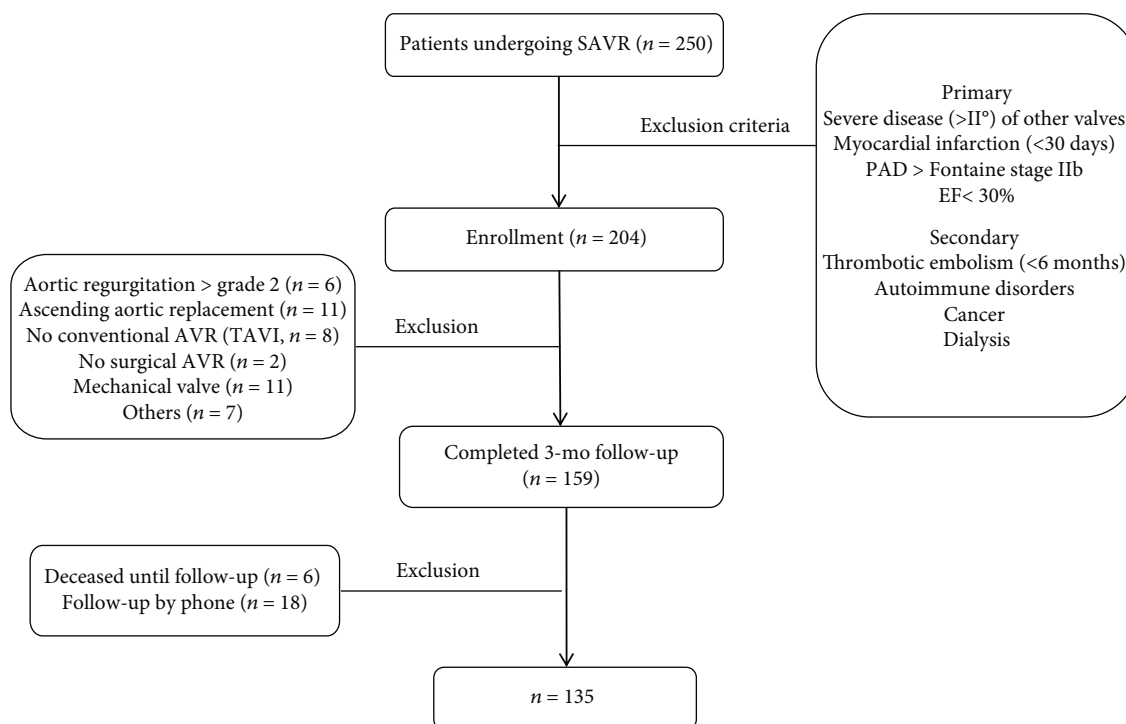 Patients undergoing SAVR (n = 250)
Exclusion criteria
Primary
Severe disease (>II°) of other valves
Myocardial infarction (<30 days)
PAD > Fontaine stage IIb
EF< 30%
Secondary
Thrombotic embolism (<6 months)
Autoimmune disorders
Cancer
Dialysis
Enrollment (n = 204)
Aortic regurgitation > grade 2 (n = 6)
Ascending aortic replacement (n = 11)
No conventional AVR (TAVI, n = 8)
No surgical AVR (n = 2)
Mechanical valve (n = 11)
Others (n = 7)
Exclusion
Completed 3-mo follow-up
(n = 159)
Deceased until follow-up (n = 6)
Follow-up by phone (n = 18)
Exclusion
n = 135